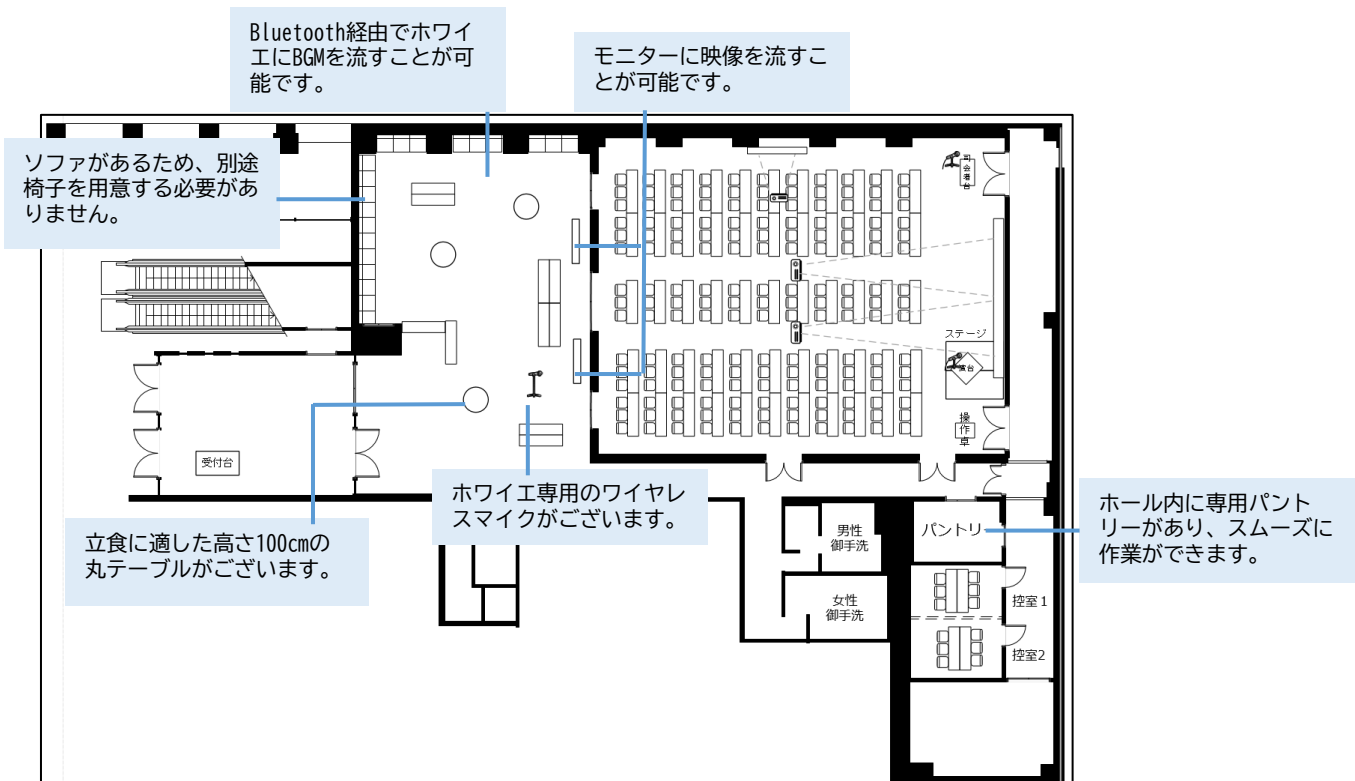 Bluetooth経由でホワイ
エにBGMを流すことが可
能です。
モニターに映像を流すこ
とが可能です。
ソファがあるため、別途
椅子を用意する必要があ
りません。
司会者台
ステージ
演台
操作卓
受付台
ホワイエ専用のワイヤレ
スマイクがございます。
立食に適した高さ100cmの
丸テーブルがございます。
ホール内に専用パント
リーがあり、スムーズに
作業ができます。
パントリー
男性
御手洗
女性
御手洗
控室1
控室2